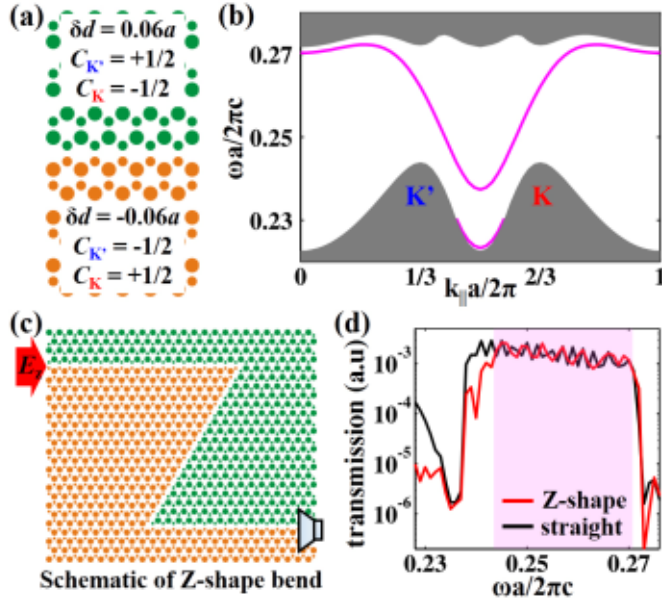 (a)
δd = 0.06a
C_K' = +1/2
C_K = -1/2
δd = -0.06a
C_K' = -1/2
C_K = +1/2
(b)
ωa/2πc
0.27
0.25
0.23
K'
K
0
1/3
2/3
1
k_||a/2π
(c)
E_z
Schematic of Z-shape bend
(d)
transmission (a.u)
10^-3
10^-4
10^-5
10^-6
Z-shape
straight
0.23
0.25
0.27
ωa/2πc